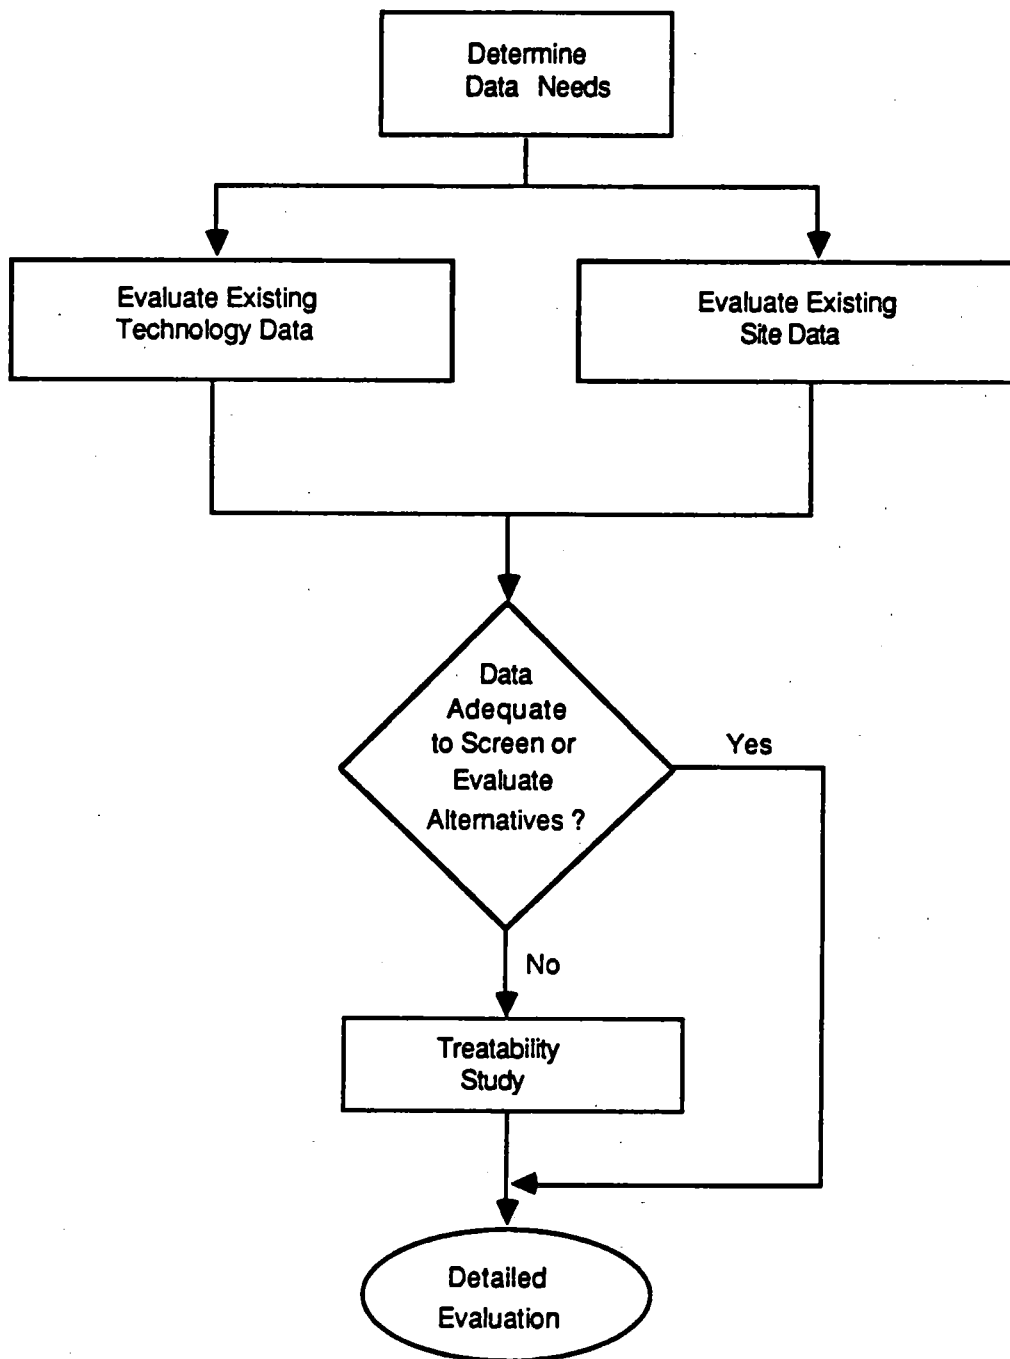 Determine
Data Needs
Evaluate Existing
Technology Data
Evaluate Existing
Site Data
Data
Adequate
to Screen or
Evaluate
Alternatives ?
Yes
No
Treatability
Study
Detailed
Evaluation